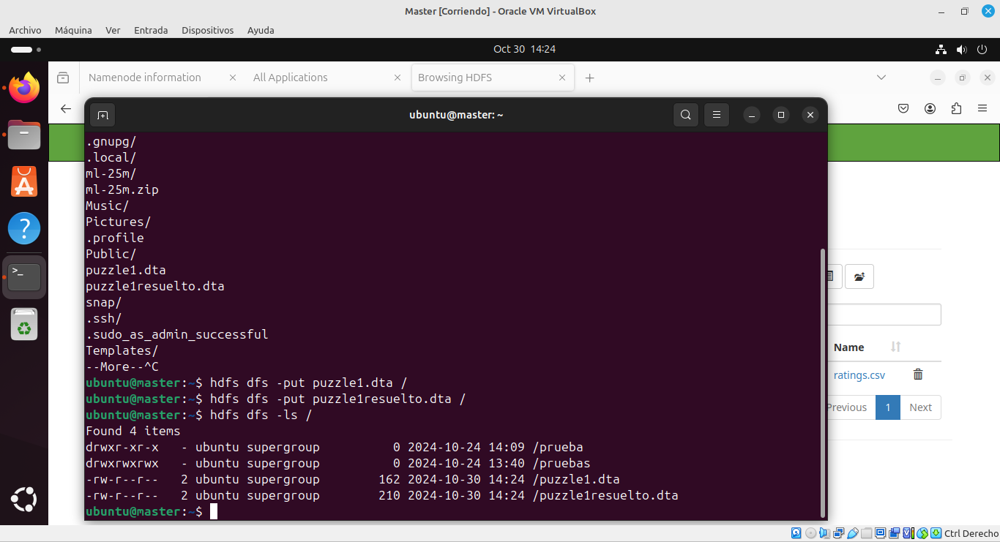 Master [Corriendo] - Oracle VM VirtualBox
Archivo Máquina Ver Entrada Dispositivos Ayuda
Oct 30 14:24
Namenode information
All Applications
Browsing HDFS
ubuntu@master: ~
.gnupg/
.local/
ml-25m/
ml-25m.zip
Music/
Pictures/
.profile
Public/
puzzle1.dta
puzzle1resuelto.dta
snap/
.ssh/
.sudo_as_admin_successful
Templates/
--More--^C
ubuntu@master:~$ hdfs dfs -put puzzle1.dta /
ubuntu@master:~$ hdfs dfs -put puzzle1resuelto.dta /
ubuntu@master:~$ hdfs dfs -ls /
Found 4 items
drwxr-xr-x   - ubuntu supergroup          0 2024-10-24 14:09 /prueba
drwxrwxrwx   - ubuntu supergroup          0 2024-10-24 13:40 /pruebas
-rw-r--r--   2 ubuntu supergroup        162 2024-10-30 14:24 /puzzle1.dta
-rw-r--r--   2 ubuntu supergroup        210 2024-10-30 14:24 /puzzle1resuelto.dta
ubuntu@master:~$
Name
ratings.csv
Previous 1 Next
Ctrl Derecho